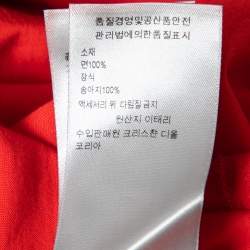 품질경영및공산품안전
관리법에의한품질표시
소재
면100%
장식
송아지100%
액세서리 위 다림질 금지
원산지 이태리
수입판매원 크리스챤 디올
코리아